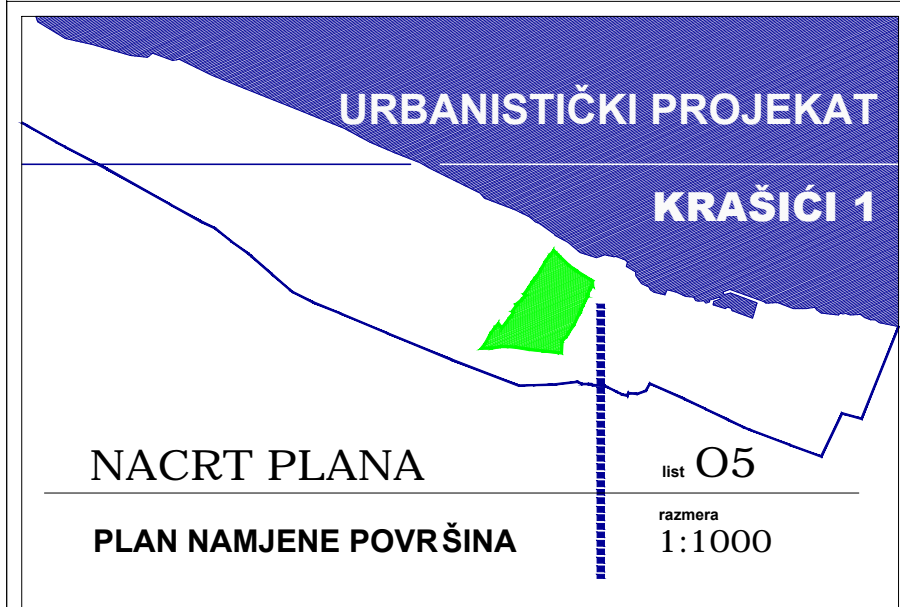 URBANISTIČKI PROJEKAT
KRAŠIĆI 1
NACRT PLANA
list O5
PLAN NAMJENE POVRŠINA
razmera
1:1000